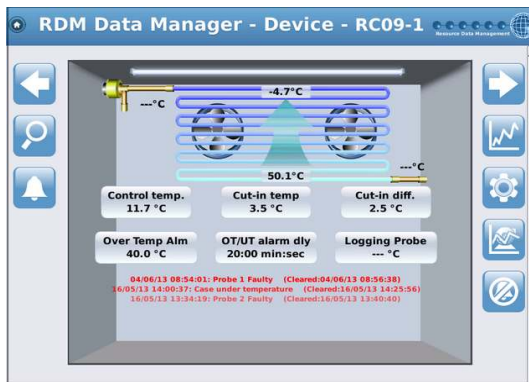 RDM Data Manager - Device - RC09-1
Resource Data Management
-4.7°C
---°C
---°C
50.1°C
Control temp.
11.7 °C
Cut-in temp
3.5 °C
Cut-in diff.
2.5 °C
Over Temp Alm
40.0 °C
OT/UT alarm dly
20:00 min:sec
Logging Probe
--- °C
04/06/13 08:54:01: Probe 1 Faulty (Cleared:04/06/13 08:56:38)
16/05/13 14:00:37: Case under temperature (Cleared:16/05/13 14:25:56)
16/05/13 13:34:19: Probe 2 Faulty (Cleared:16/05/13 13:40:40)